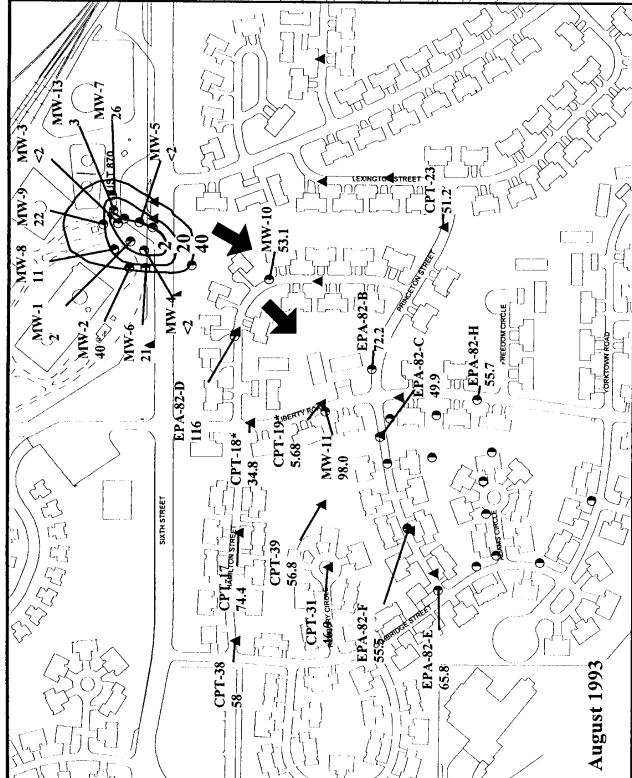 MW-3
<2
MW-13
3
MW-7
26
MW-5
<2
MW-9
22
MW-8
11
MW-1
2
MW-2
40
MW-6
21
MW-4
<2
2
20
40
SIXTH STREET
LEXINGTON STREET
MW-10
53.1
CPT-23
51.2
PRINCETON STREET
EPA-82-D
116
EPA-82-B
72.2
EPA-82-C
49.9
EPA-82-H
55.7
FREEDOM CIRCLE
YORKTOWN ROAD
CPT-18*
34.8
CPT-19*
5.68
MW-11
98.0
CPT-17
74.4
HAMILTON STREET
CPT-39
56.8
CPT-31
46.9
CPT-38
58
EPA-82-F
55.5
EPA-82-E
65.8
August 1993